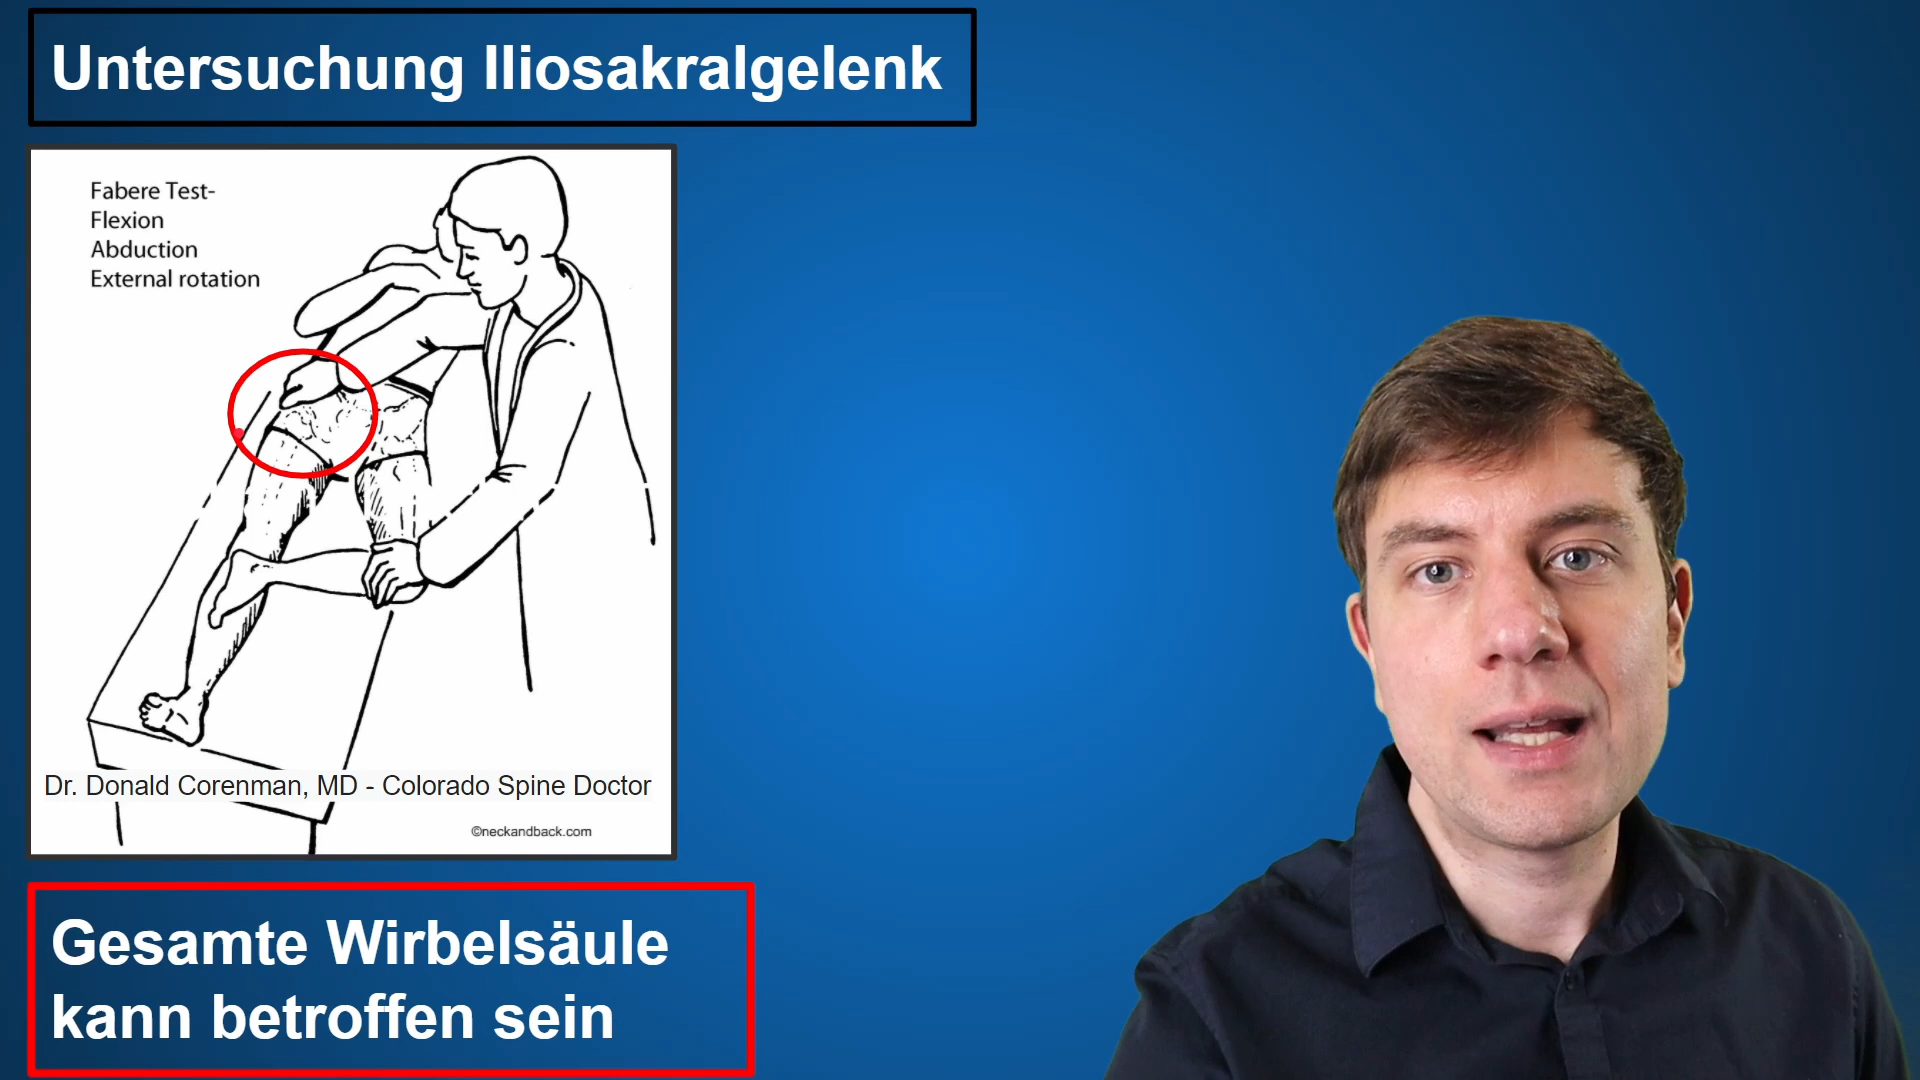 Untersuchung Iliosakralgelenk
Fabere Test-
Flexion
Abduction
External rotation
Dr. Donald Corenman, MD - Colorado Spine Doctor
©neckandback.com
Gesamte Wirbelsäule
kann betroffen sein